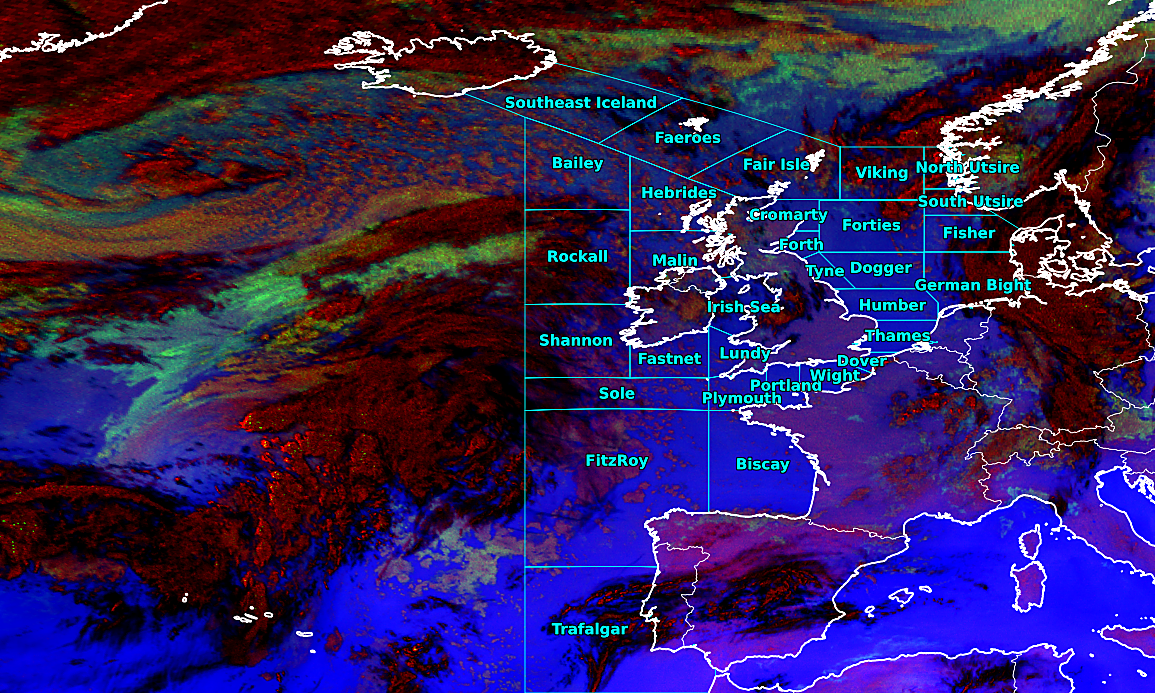 Southeast Iceland
Faeroes
Bailey
Fair Isle
Viking
North Utsire
Hebrides
South Utsire
Cromarty
Forties
Fisher
Forth
Rockall
Malin
Tyne
Dogger
German Bight
Irish Sea
Humber
Shannon
Thames
Fastnet
Lundy
Dover
Wight
Portland
Sole
Plymouth
FitzRoy
Biscay
Trafalgar